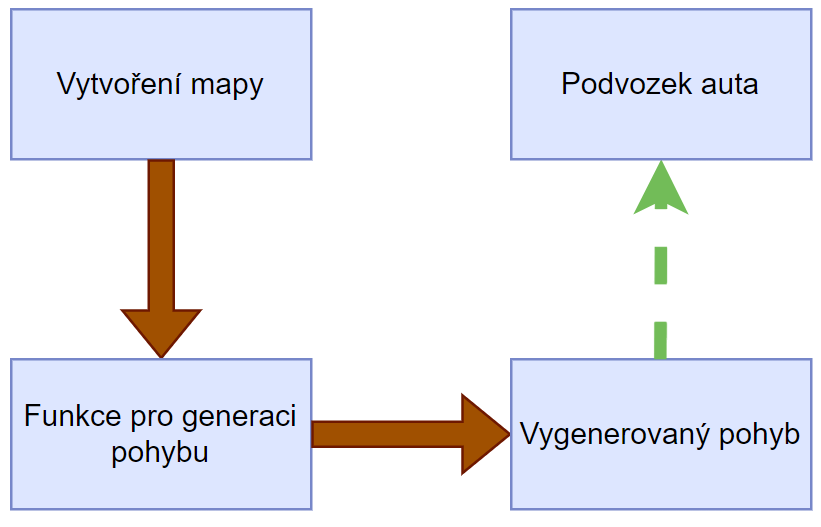 Vytvoření mapy
Podvozek auta
Funkce pro generaci
pohybu
Vygenerovaný pohyb